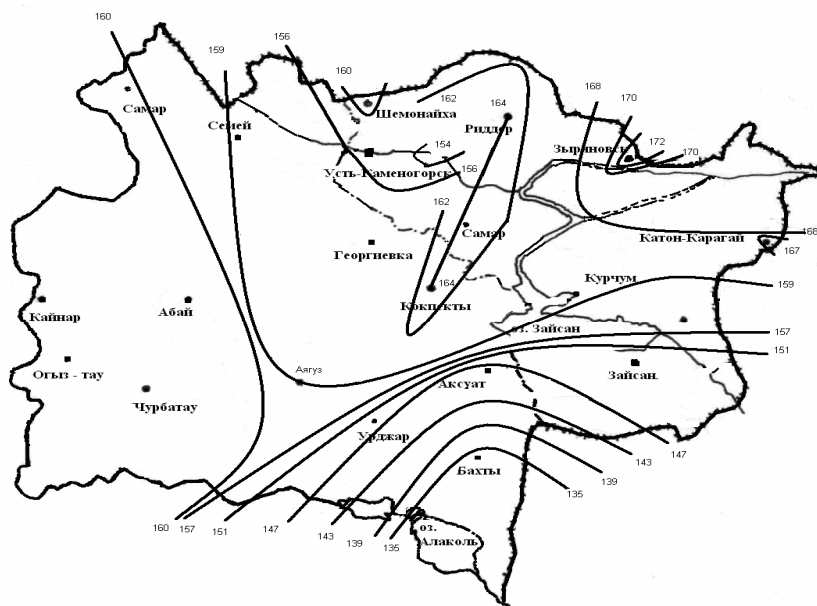 160
156
159
160
162
164
168
170
Самар
Шемонайха
Риддер
Семей
Зыряновск
172
170
154
Усть-Каменогорск
156
162
Самар
168
Катон-Карагай
167
Георгиевка
Курчум
164
159
Кайнар
Абай
Кокпекты
оз. Зайсан
157
151
Огыз - тау
Аягуз
Аксуат
Зайсан
Чурбатау
Урджар
147
143
Бахты
139
135
160
157
151
147
143
139
135
оз.
Алаколь